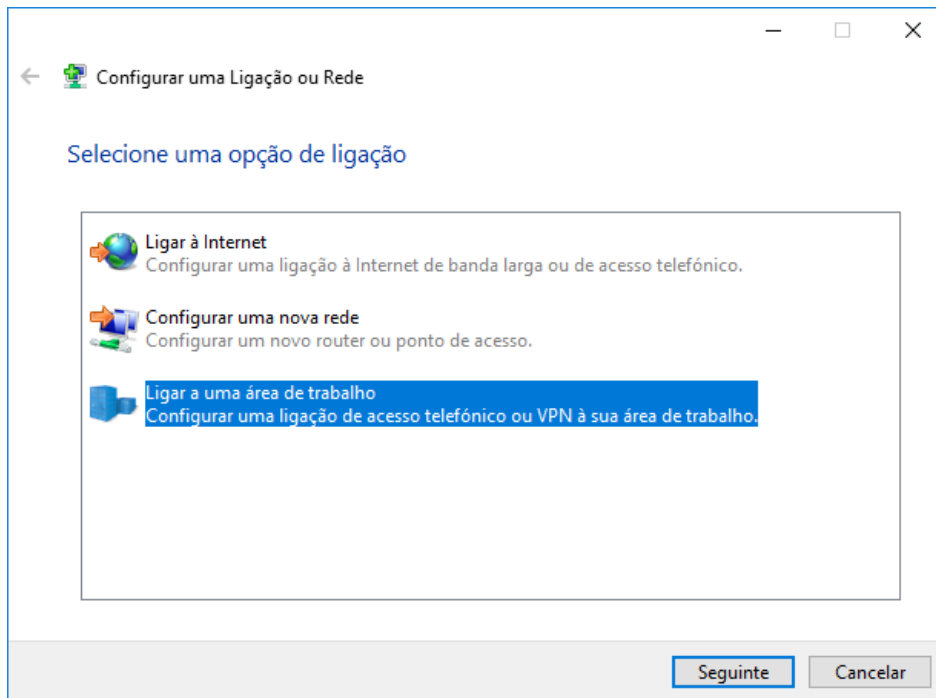 Configurar uma Ligação ou Rede
Selecione uma opção de ligação
Ligar à Internet
Configurar uma ligação à Internet de banda larga ou de acesso telefónico.
Configurar uma nova rede
Configurar um novo router ou ponto de acesso.
Ligar a uma área de trabalho
Configurar uma ligação de acesso telefónico ou VPN à sua área de trabalho.
Seguinte
Cancelar